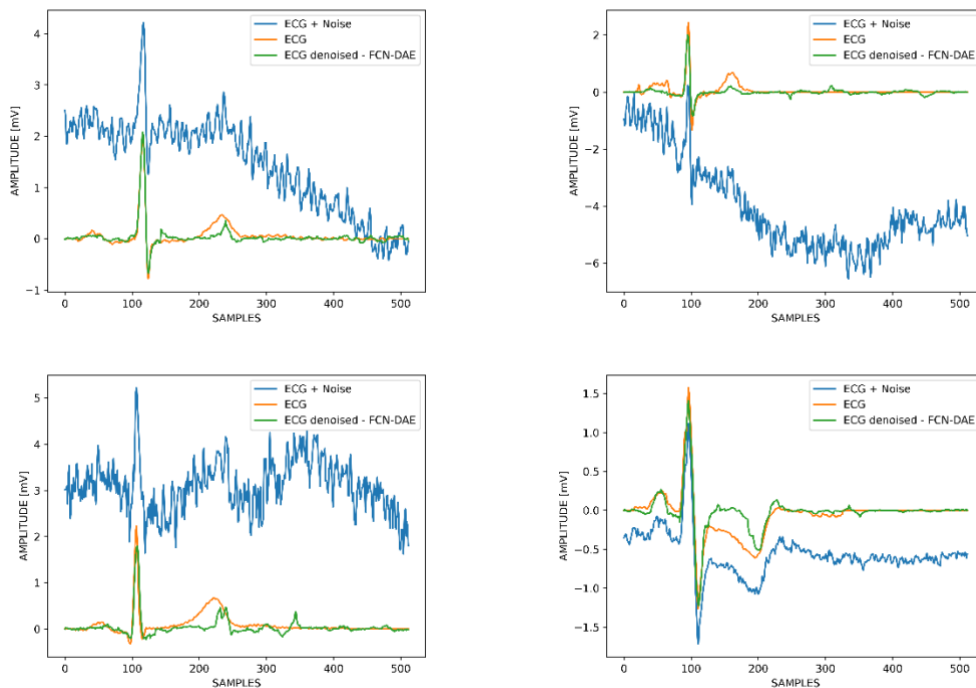 ECG + Noise
ECG
ECG denoised - FCN-DAE
AMPLITUDE [mV]
4
3
2
1
0
−1
0 100 200 300 400 500
SAMPLES
ECG + Noise
ECG
ECG denoised - FCN-DAE
AMPLITUDE [mV]
2
0
−2
−4
−6
0 100 200 300 400 500
SAMPLES
ECG + Noise
ECG
ECG denoised - FCN-DAE
AMPLITUDE [mV]
5
4
3
2
1
0
0 100 200 300 400 500
SAMPLES
ECG + Noise
ECG
ECG denoised - FCN-DAE
AMPLITUDE [mV]
1.5
1.0
0.5
0.0
−0.5
−1.0
−1.5
0 100 200 300 400 500
SAMPLES